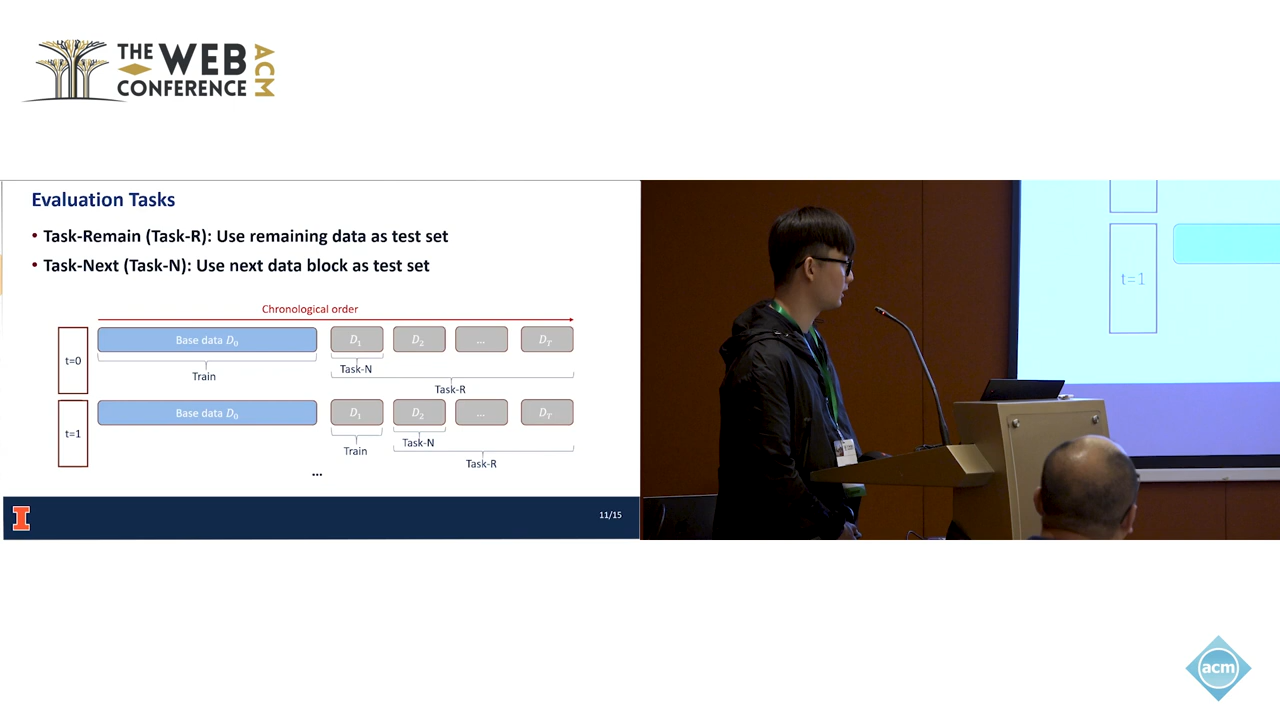 THE WEB
CONFERENCE
ACM
Evaluation Tasks
• Task-Remain (Task-R): Use remaining data as test set
• Task-Next (Task-N): Use next data block as test set
Chronological order
t=0
Base data D₀
D₁
D₂
...
D_T
Train
Task-N
Task-R
t=1
Base data D₀
D₁
D₂
...
D_T
Train
Task-N
Task-R
...
I
11/15
t=1
acm